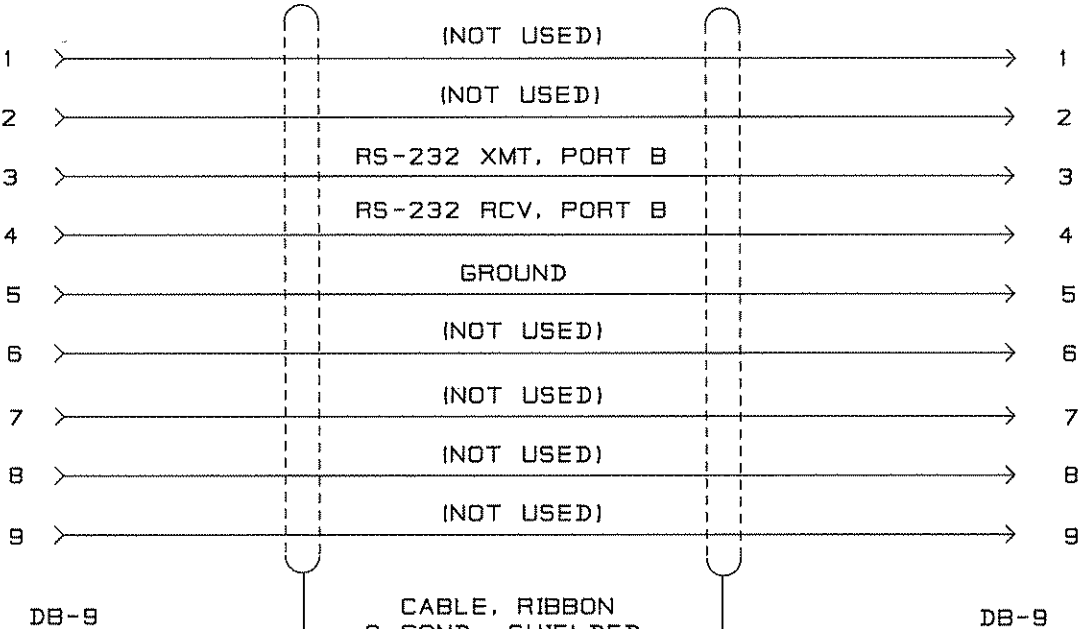 (NOT USED)
1 1
(NOT USED)
2 2
RS-232 XMT, PORT B
3 3
RS-232 RCV, PORT B
4 4
GROUND
5 5
(NOT USED)
6 6
(NOT USED)
7 7
(NOT USED)
8 8
(NOT USED)
9 9
DB-9 CABLE, RIBBON DB-9
COND., SHIELDED